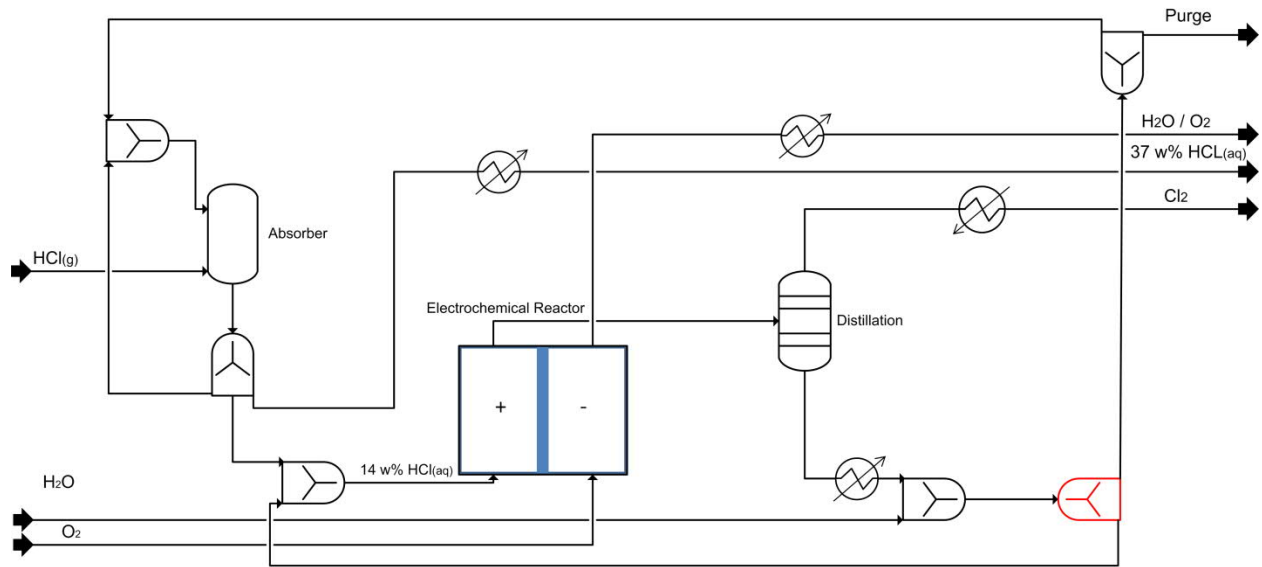 Purge
H2O / O2
37 w% HCL(aq)
Cl2
Absorber
HCl(g)
Electrochemical Reactor
Distillation
+
-
14 w% HCl(aq)
H2O
O2